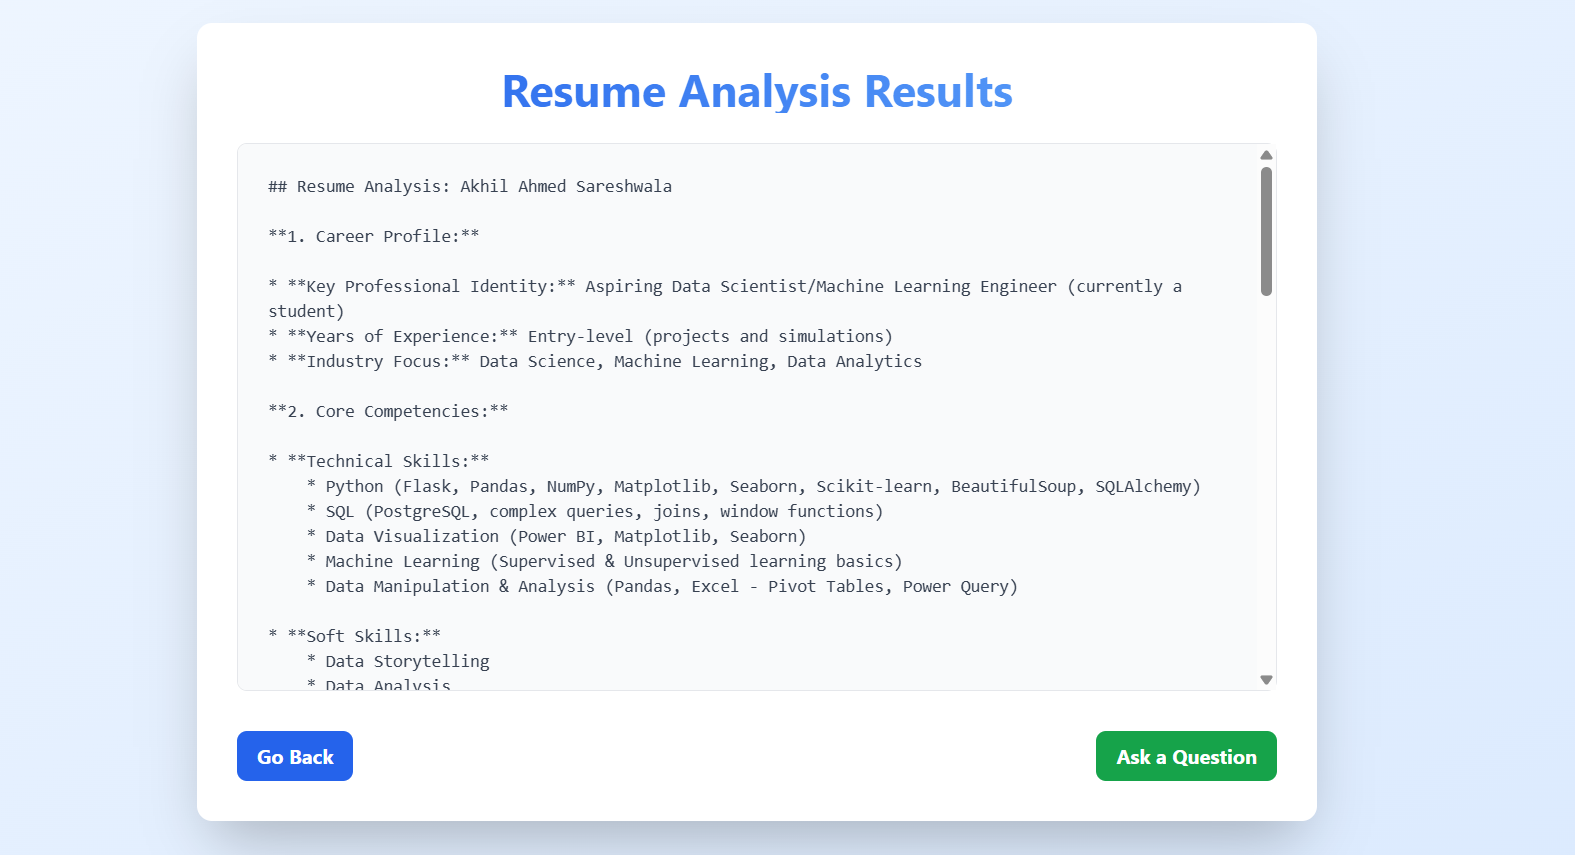 Resume Analysis Results
## Resume Analysis: Akhil Ahmed Sareshwala
**1. Career Profile:**
* **Key Professional Identity:** Aspiring Data Scientist/Machine Learning Engineer (currently a
student)
* **Years of Experience:** Entry-level (projects and simulations)
* **Industry Focus:** Data Science, Machine Learning, Data Analytics
**2. Core Competencies:**
* **Technical Skills:**
    * Python (Flask, Pandas, NumPy, Matplotlib, Seaborn, Scikit-learn, BeautifulSoup, SQLAlchemy)
    * SQL (PostgreSQL, complex queries, joins, window functions)
    * Data Visualization (Power BI, Matplotlib, Seaborn)
    * Machine Learning (Supervised & Unsupervised learning basics)
    * Data Manipulation & Analysis (Pandas, Excel - Pivot Tables, Power Query)
* **Soft Skills:**
    * Data Storytelling
    * Data Analysis
Go Back
Ask a Question